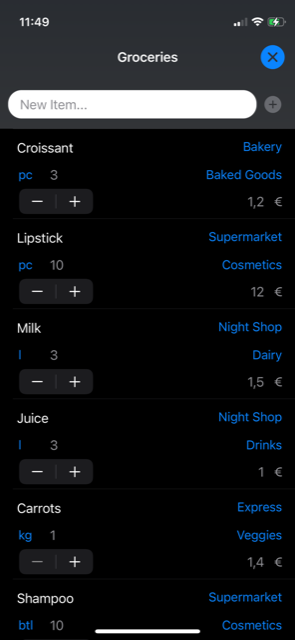 11:49
Groceries
New Item...
Croissant Bakery
pc 3 Baked Goods
− + 1,2 €
Lipstick Supermarket
pc 10 Cosmetics
− + 12 €
Milk Night Shop
l 3 Dairy
− + 1,5 €
Juice Night Shop
l 3 Drinks
− + 1 €
Carrots Express
kg 1 Veggies
− + 1,4 €
Shampoo Supermarket
btl 10 Cosmetics